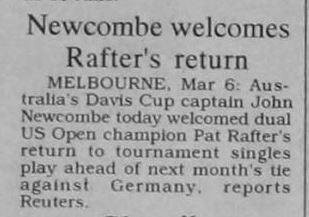 Newcombe welcomes
Rafter's return
MELBOURNE, Mar 6: Aus-
tralia's Davis Cup captain John
Newcombe today welcomed dual
US Open champion Pat Rafter's
return to tournament singles
play ahead of next month's tie
against Germany, reports
Reuters.